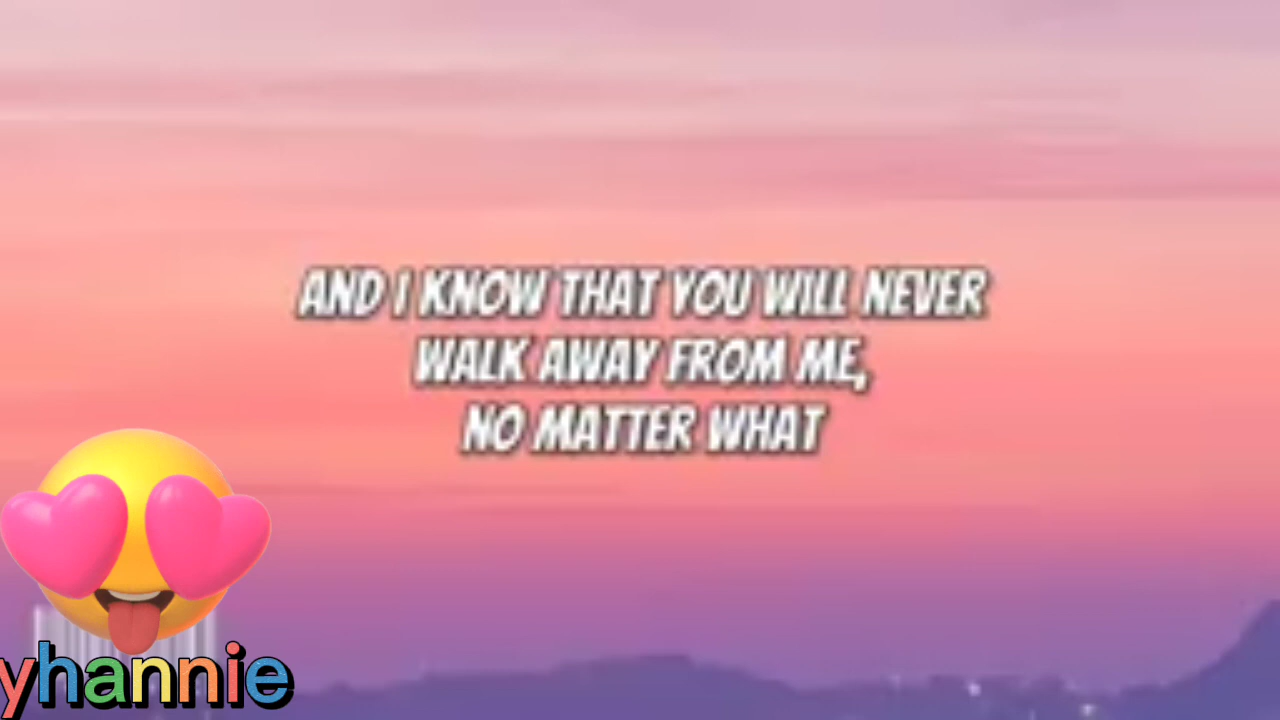 AND I KNOW THAT YOU WILL NEVER
WALK AWAY FROM ME,
NO MATTER WHAT
yhannie